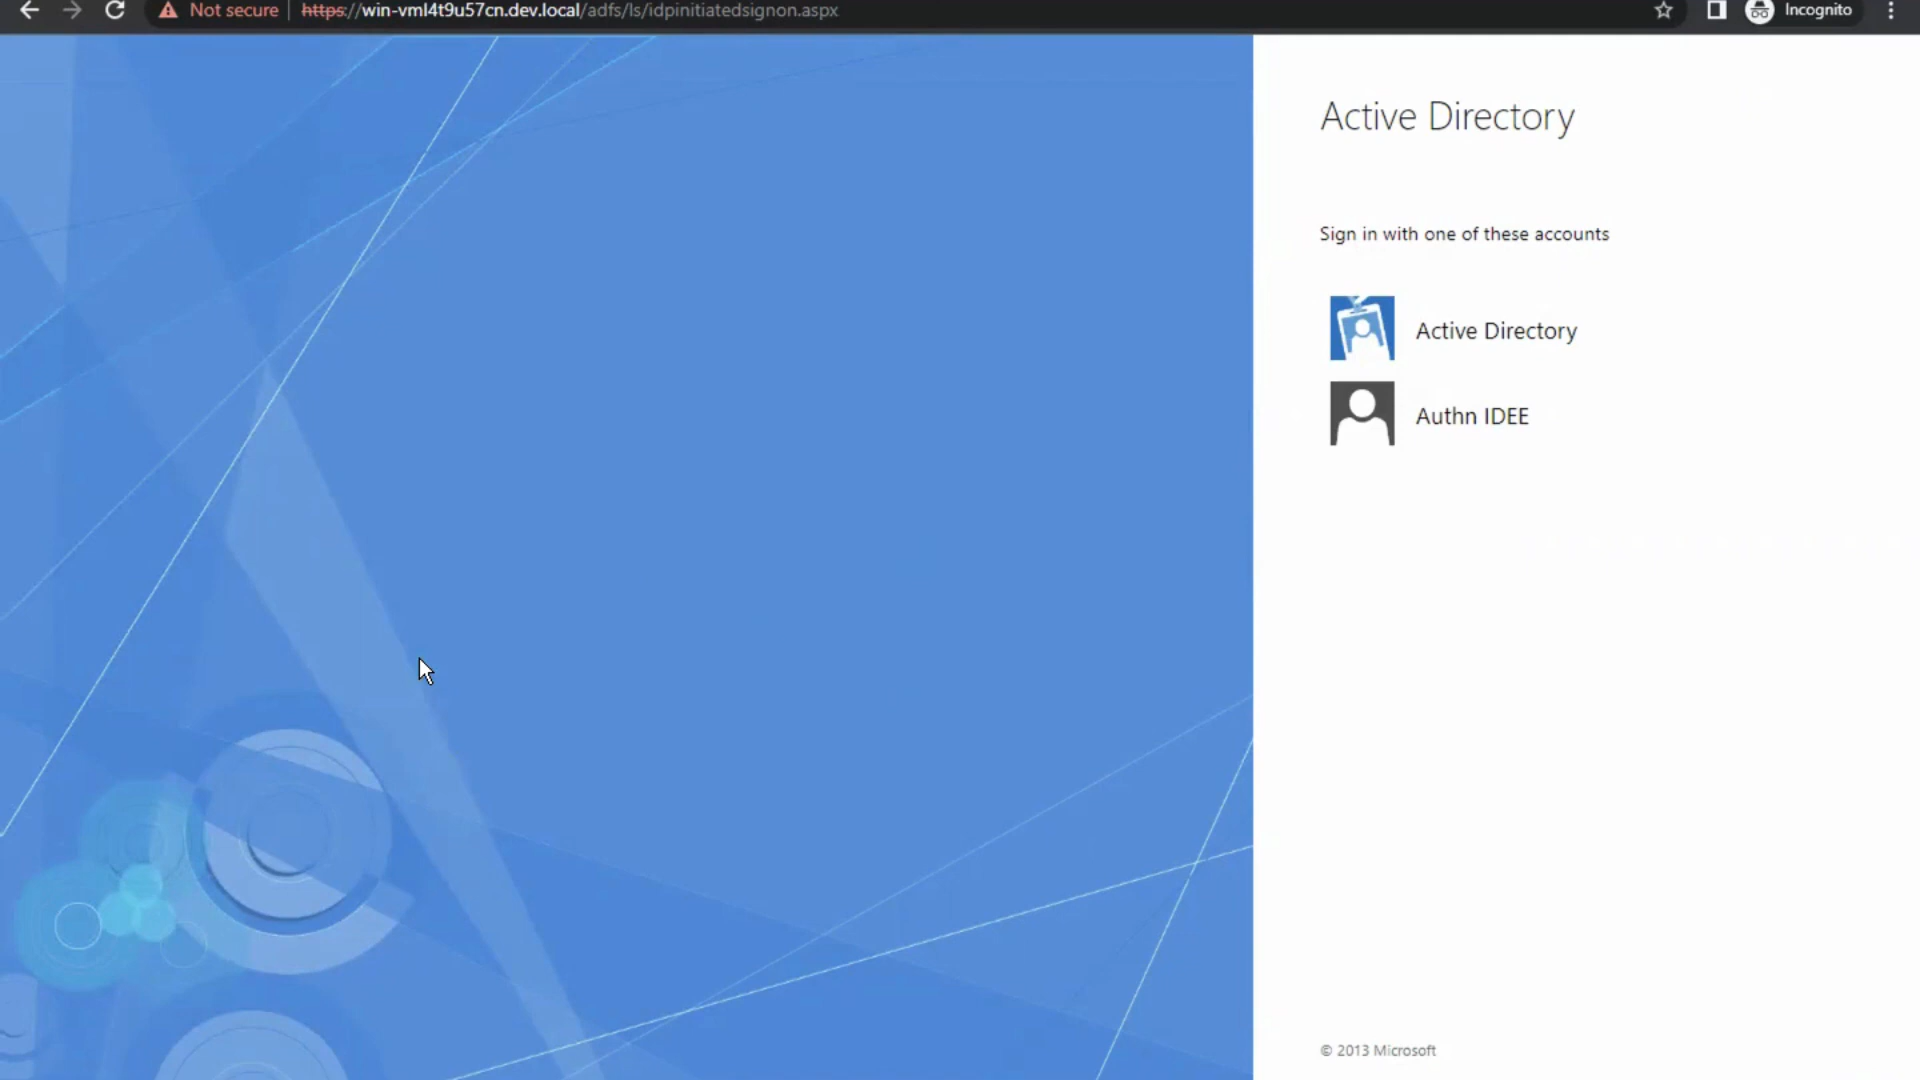 Not secure
https://win-vml4t9u57cn.dev.local/adfs/ls/idpinitiatedsignon.aspx
Incognito
Active Directory
Sign in with one of these accounts
Active Directory
Authn IDEE
© 2013 Microsoft